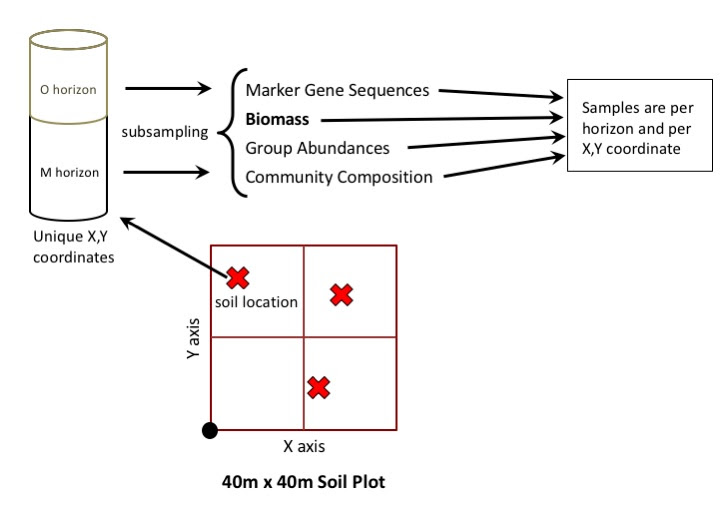 O horizon
M horizon
Unique X,Y
coordinates
subsampling
Marker Gene Sequences
Biomass
Group Abundances
Community Composition
Samples are per
horizon and per
X,Y coordinate
soil location
Y axis
X axis
40m x 40m Soil Plot